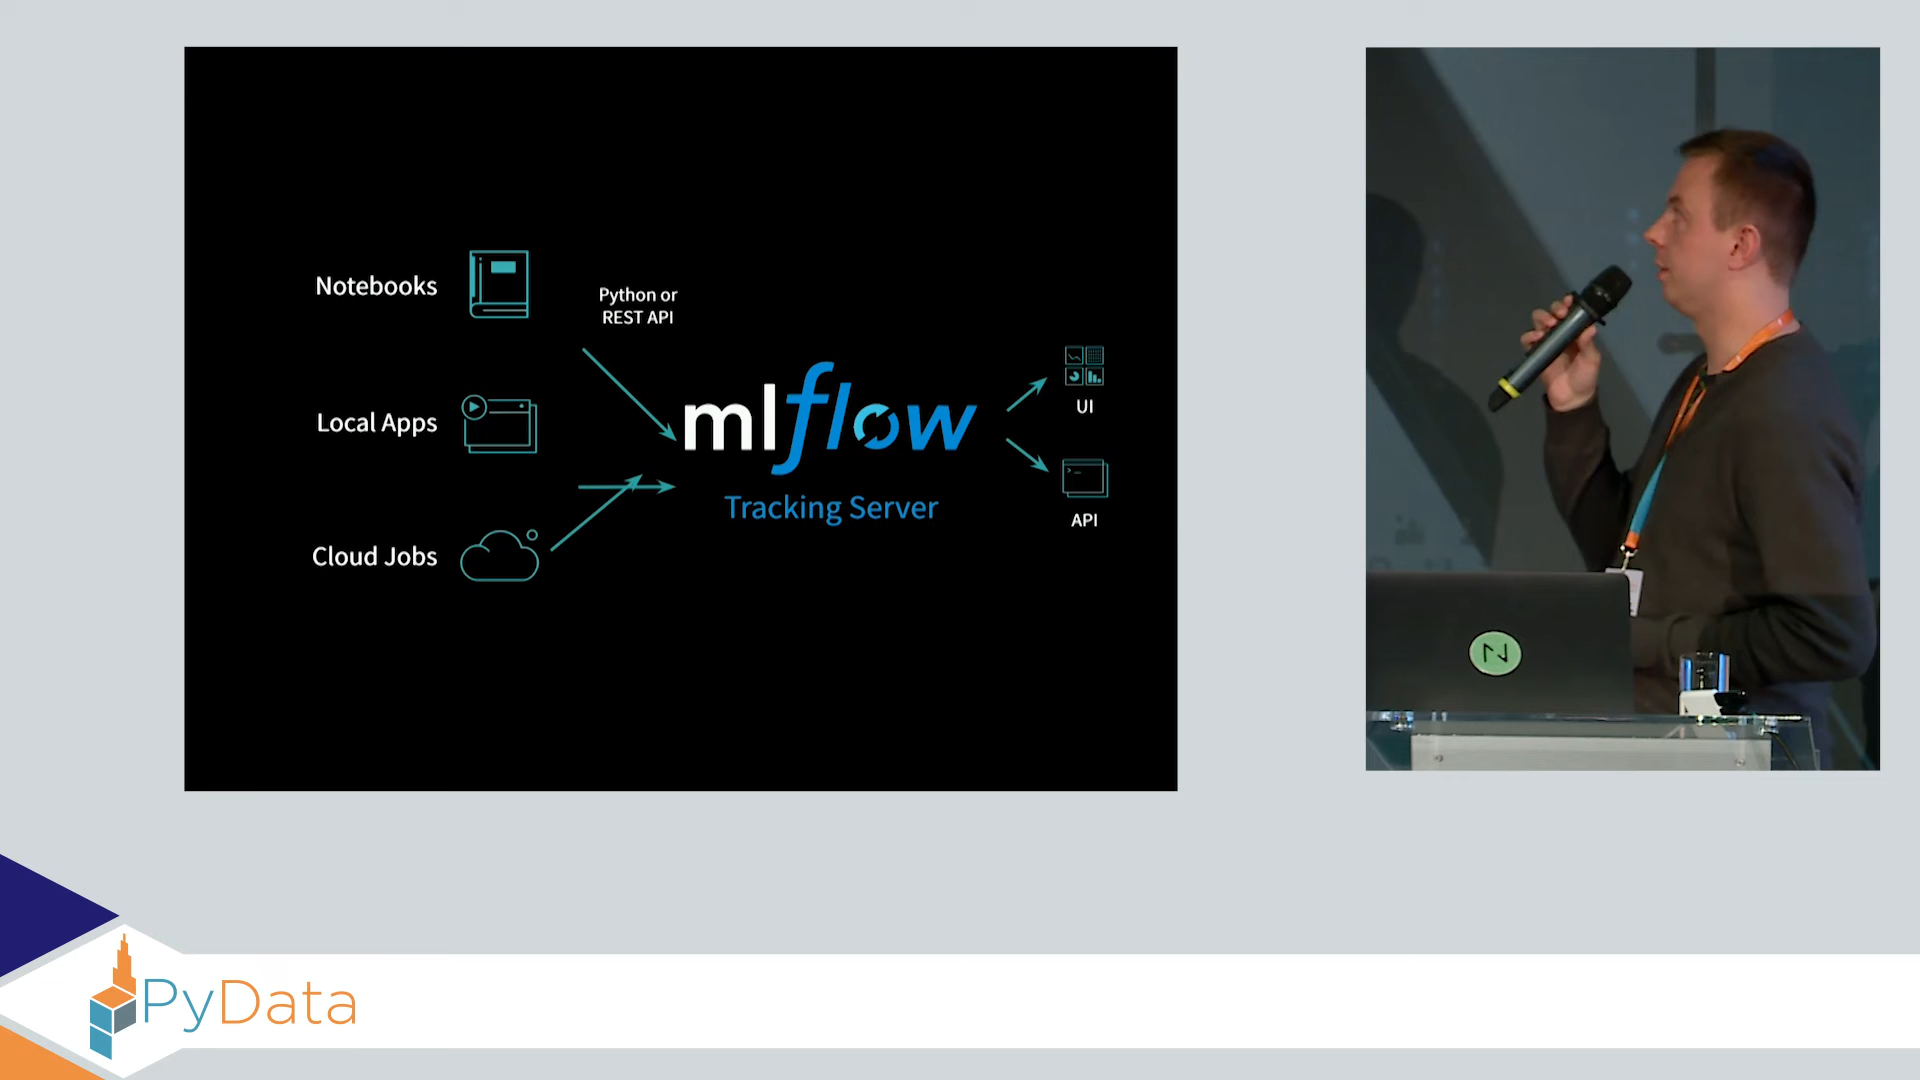 Notebooks
Python or
REST API
Local Apps
mlflow
Tracking Server
UI
API
Cloud Jobs
PyData